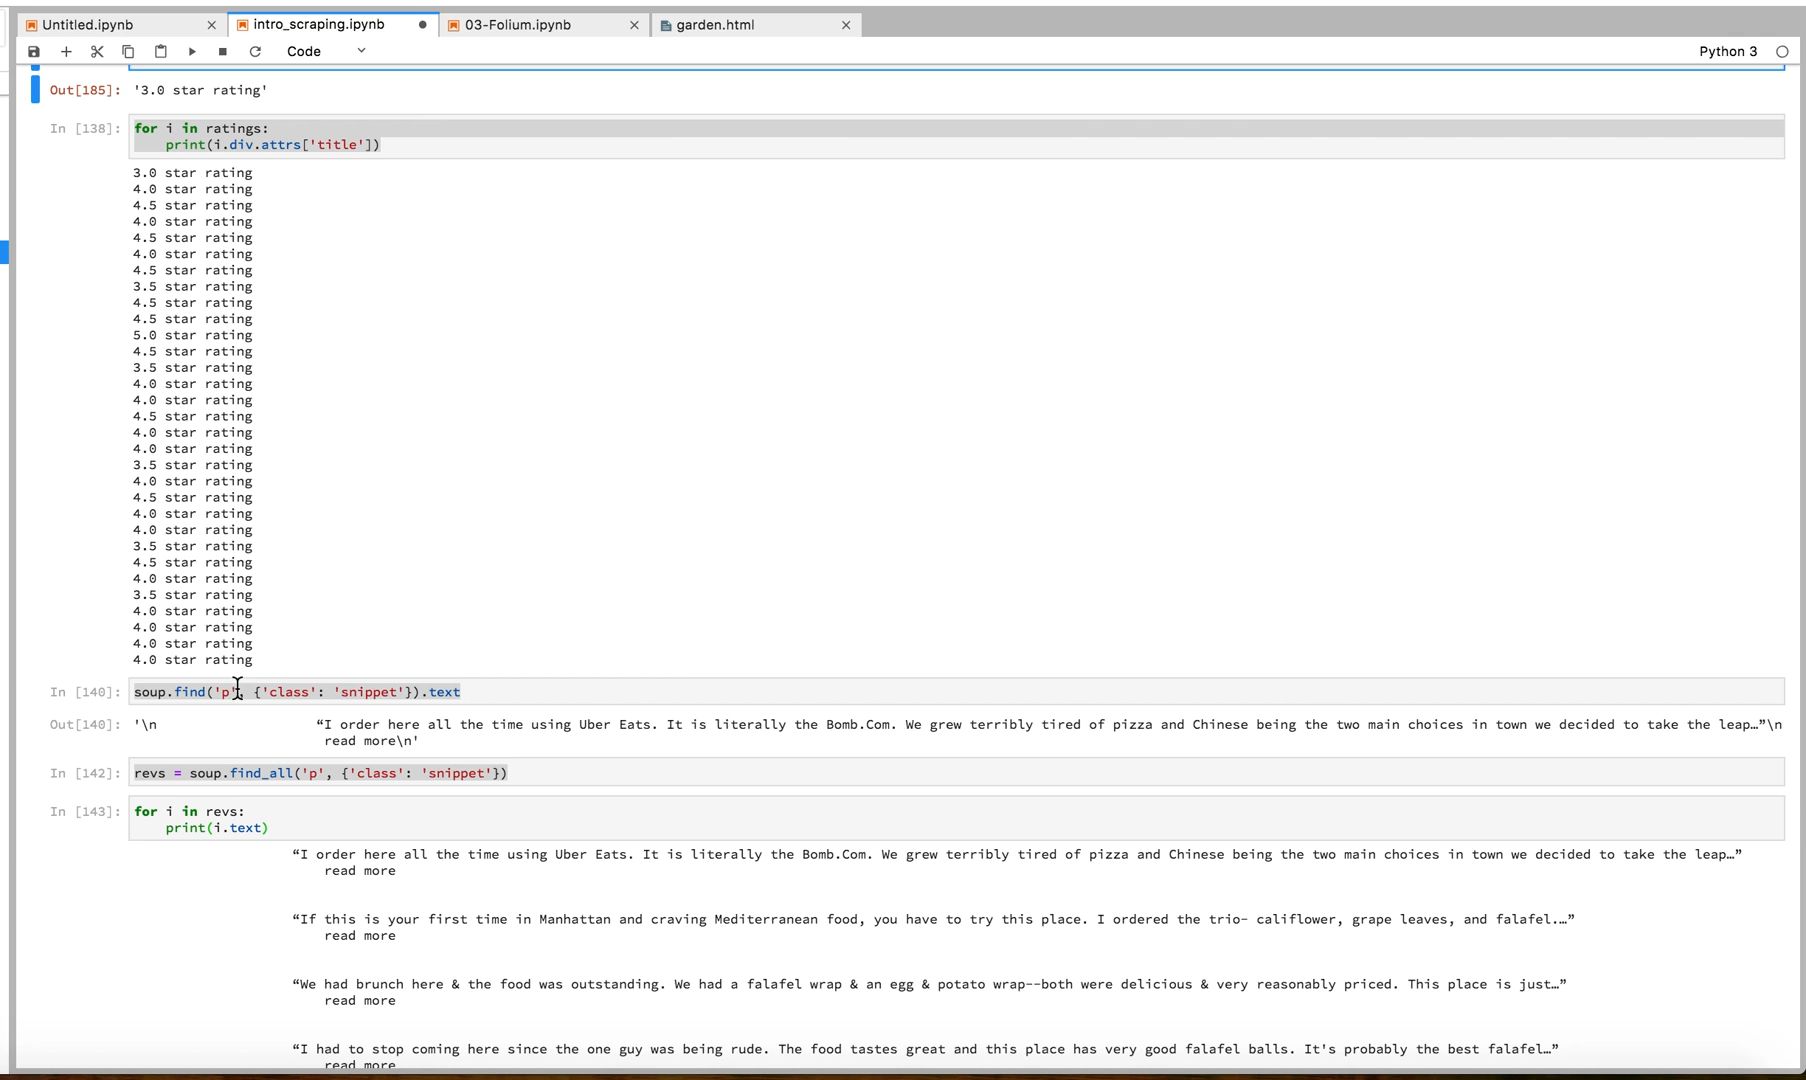 Untitled.ipynb
intro_scraping.ipynb
03-Folium.ipynb
garden.html
Code
Python 3
Out[185]: '3.0 star rating'
In [138]: for i in ratings:
print(i.div.attrs['title'])
3.0 star rating
4.0 star rating
4.5 star rating
4.0 star rating
4.5 star rating
4.0 star rating
4.5 star rating
3.5 star rating
4.5 star rating
4.5 star rating
5.0 star rating
4.5 star rating
3.5 star rating
4.0 star rating
4.0 star rating
4.5 star rating
4.0 star rating
4.0 star rating
3.5 star rating
4.0 star rating
4.5 star rating
4.0 star rating
4.0 star rating
3.5 star rating
4.5 star rating
4.0 star rating
3.5 star rating
4.0 star rating
4.0 star rating
4.0 star rating
4.0 star rating
In [140]: soup.find('p', {'class': 'snippet'}).text
Out[140]: '\n “I order here all the time using Uber Eats. It is literally the Bomb.Com. We grew terribly tired of pizza and Chinese being the two main choices in town we decided to take the leap…”\n
read more\n'
In [142]: revs = soup.find_all('p', {'class': 'snippet'})
In [143]: for i in revs:
print(i.text)
“I order here all the time using Uber Eats. It is literally the Bomb.Com. We grew terribly tired of pizza and Chinese being the two main choices in town we decided to take the leap…”
read more
“If this is your first time in Manhattan and craving Mediterranean food, you have to try this place. I ordered the trio- califlower, grape leaves, and falafel.…”
read more
“We had brunch here & the food was outstanding. We had a falafel wrap & an egg & potato wrap--both were delicious & very reasonably priced. This place is just…”
read more
“I had to stop coming here since the one guy was being rude. The food tastes great and this place has very good falafel balls. It's probably the best falafel…”
read more